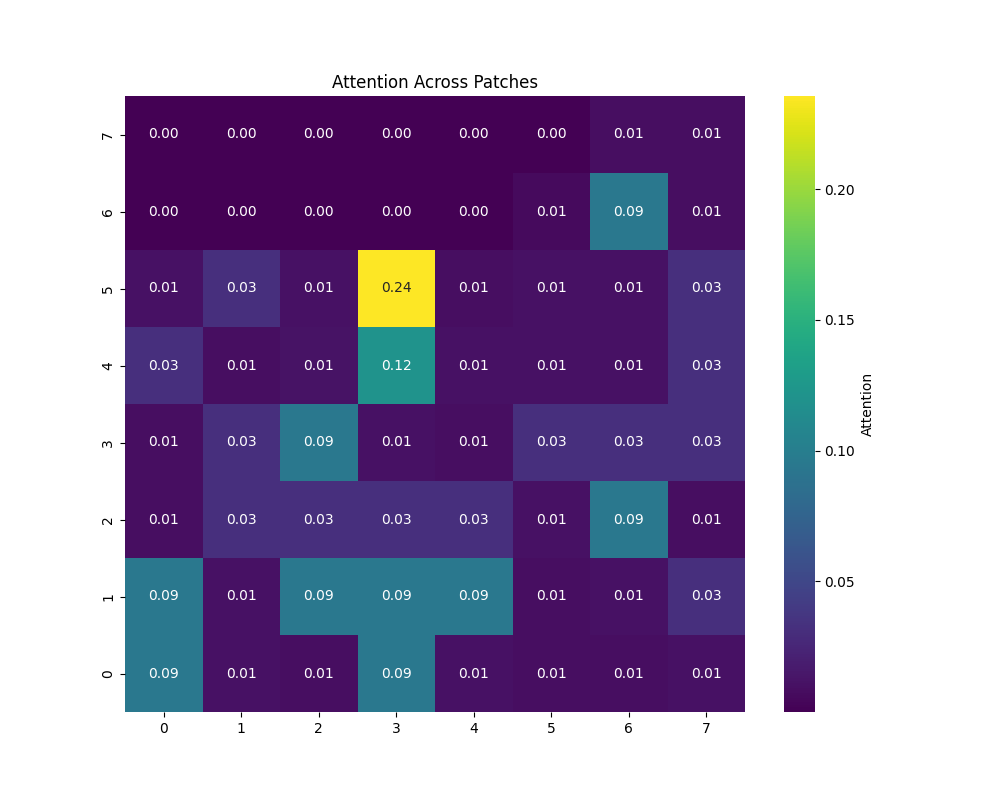 Attention Across Patches
7 0.00 0.00 0.00 0.00 0.00 0.00 0.01 0.01
6 0.00 0.00 0.00 0.00 0.00 0.01 0.09 0.01
5 0.01 0.03 0.01 0.24 0.01 0.01 0.01 0.03
4 0.03 0.01 0.01 0.12 0.01 0.01 0.01 0.03
3 0.01 0.03 0.09 0.01 0.01 0.03 0.03 0.03
2 0.01 0.03 0.03 0.03 0.03 0.01 0.09 0.01
1 0.09 0.01 0.09 0.09 0.09 0.01 0.01 0.03
0 0.09 0.01 0.01 0.09 0.01 0.01 0.01 0.01
0 1 2 3 4 5 6 7
0.20
0.15
0.10
0.05
Attention